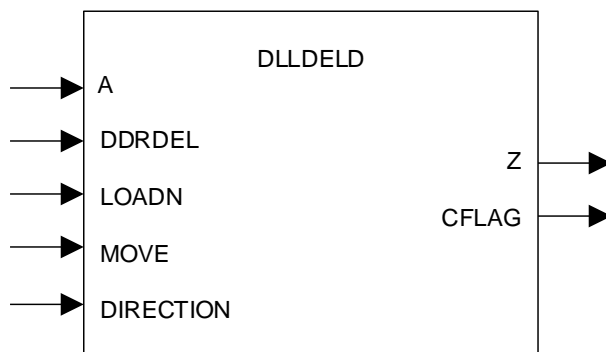 DLLDELD
A
DDRDEL
LOADN
MOVE
DIRECTION
Z
CFLAG